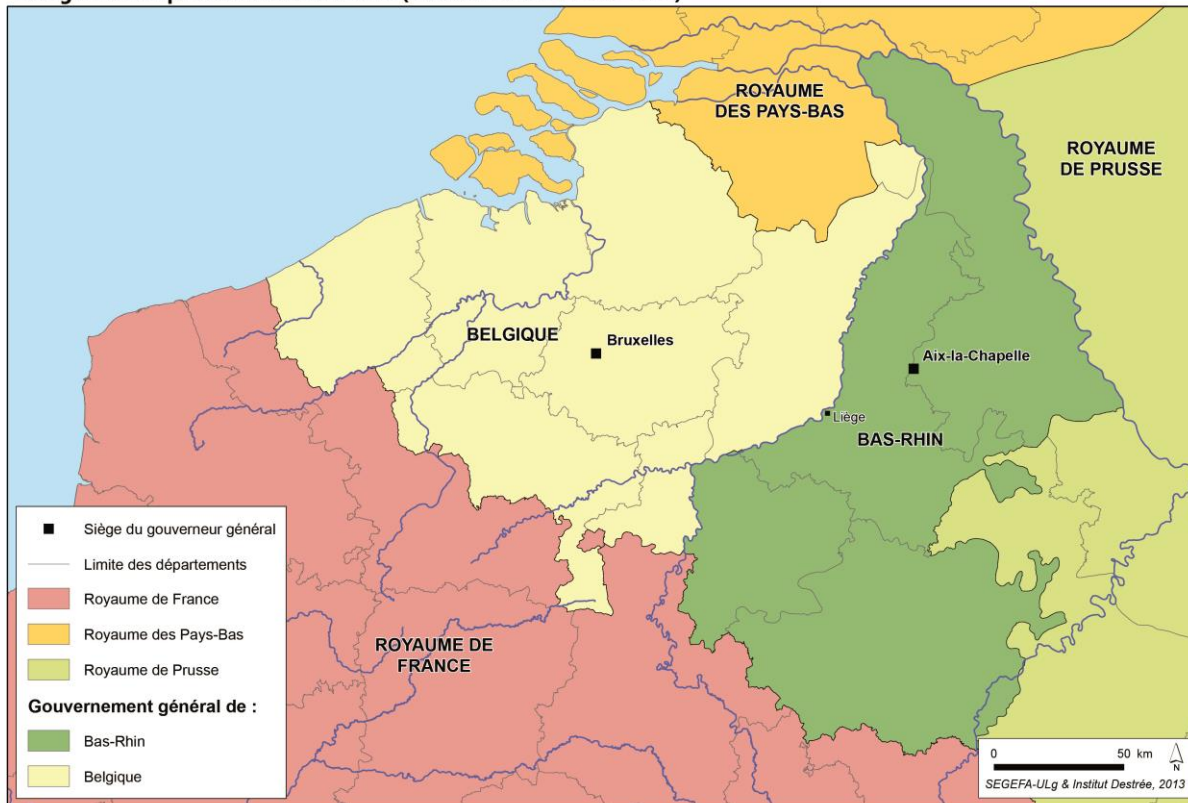 ROYAUME
DES PAYS-BAS
ROYAUME
DE PRUSSE
BELGIQUE
Bruxelles
Aix-la-Chapelle
Liège
BAS-RHIN
ROYAUME DE
FRANCE
Siège du gouverneur général
Limite des départements
Royaume de France
Royaume des Pays-Bas
Royaume de Prusse
Gouvernement général de :
Bas-Rhin
Belgique
0 50 km
N
SEGEFA-ULg & Institut Destrée, 2013